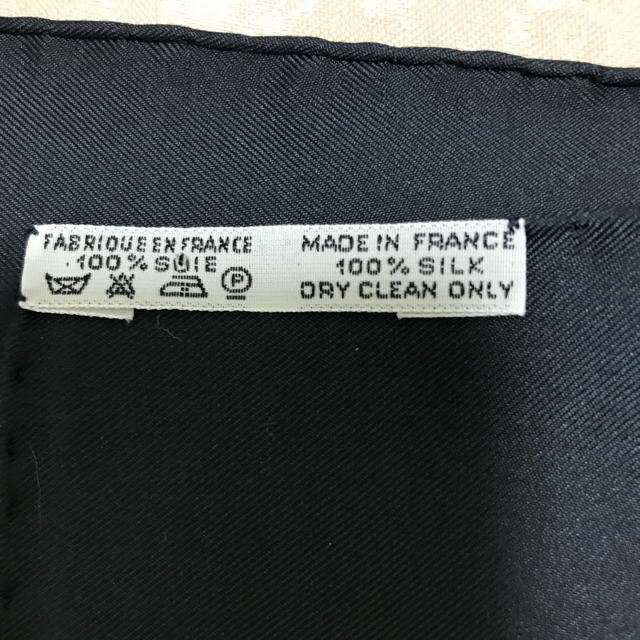 FABRIQUE EN FRANCE
100% SOIE
P
MADE IN FRANCE
100% SILK
DRY CLEAN ONLY